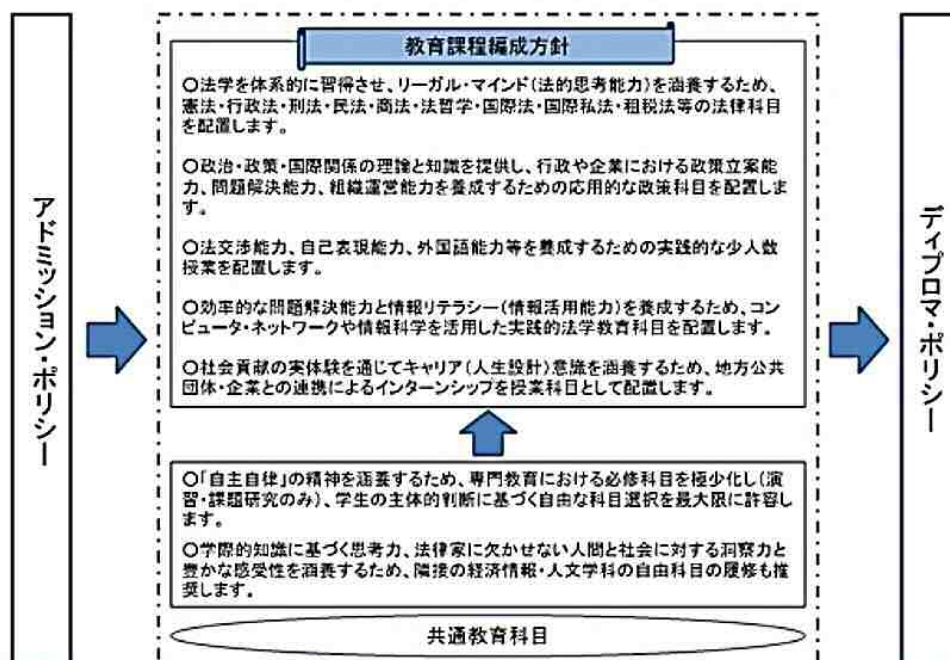 アドミッション・ポリシー
教育課程編成方針
○法学を体系的に習得させ、リーガル・マインド(法的思考能力)を涵養するため、
憲法・行政法・刑法・民法・商法・法哲学・国際法・国際私法・租税法等の法律科目
を配置します。
○政治・政策・国際関係の理論と知識を提供し、行政や企業における政策立案能
力、問題解決能力、組織運営能力を養成するための応用的な政策科目を配置しま
す。
○法交渉能力、自己表現能力、外国語能力等を養成するための実践的な少人数
授業を配置します。
○効率的な問題解決能力と情報リテラシー(情報活用能力)を養成するため、コン
ピュータ・ネットワークや情報科学を活用した実践的法学教育科目を配置します。
○社会貢献の実体験を通じてキャリア(人生設計)意識を涵養するため、地方公共
団体・企業との連携によるインターンシップを授業科目として配置します。
○「自主自律」の精神を涵養するため、専門教育における必修科目を極少化し(演
習・課題研究のみ)、学生の主体的判断に基づく自由な科目選択を最大限に許容し
ます。
○学際的知識に基づく思考力、法律家に欠かせない人間と社会に対する洞察力と
豊かな感受性を涵養するため、隣接の経済情報・人文学科の自由科目の履修も推
奨します。
共通教育科目
ディプロマ・ポリシー